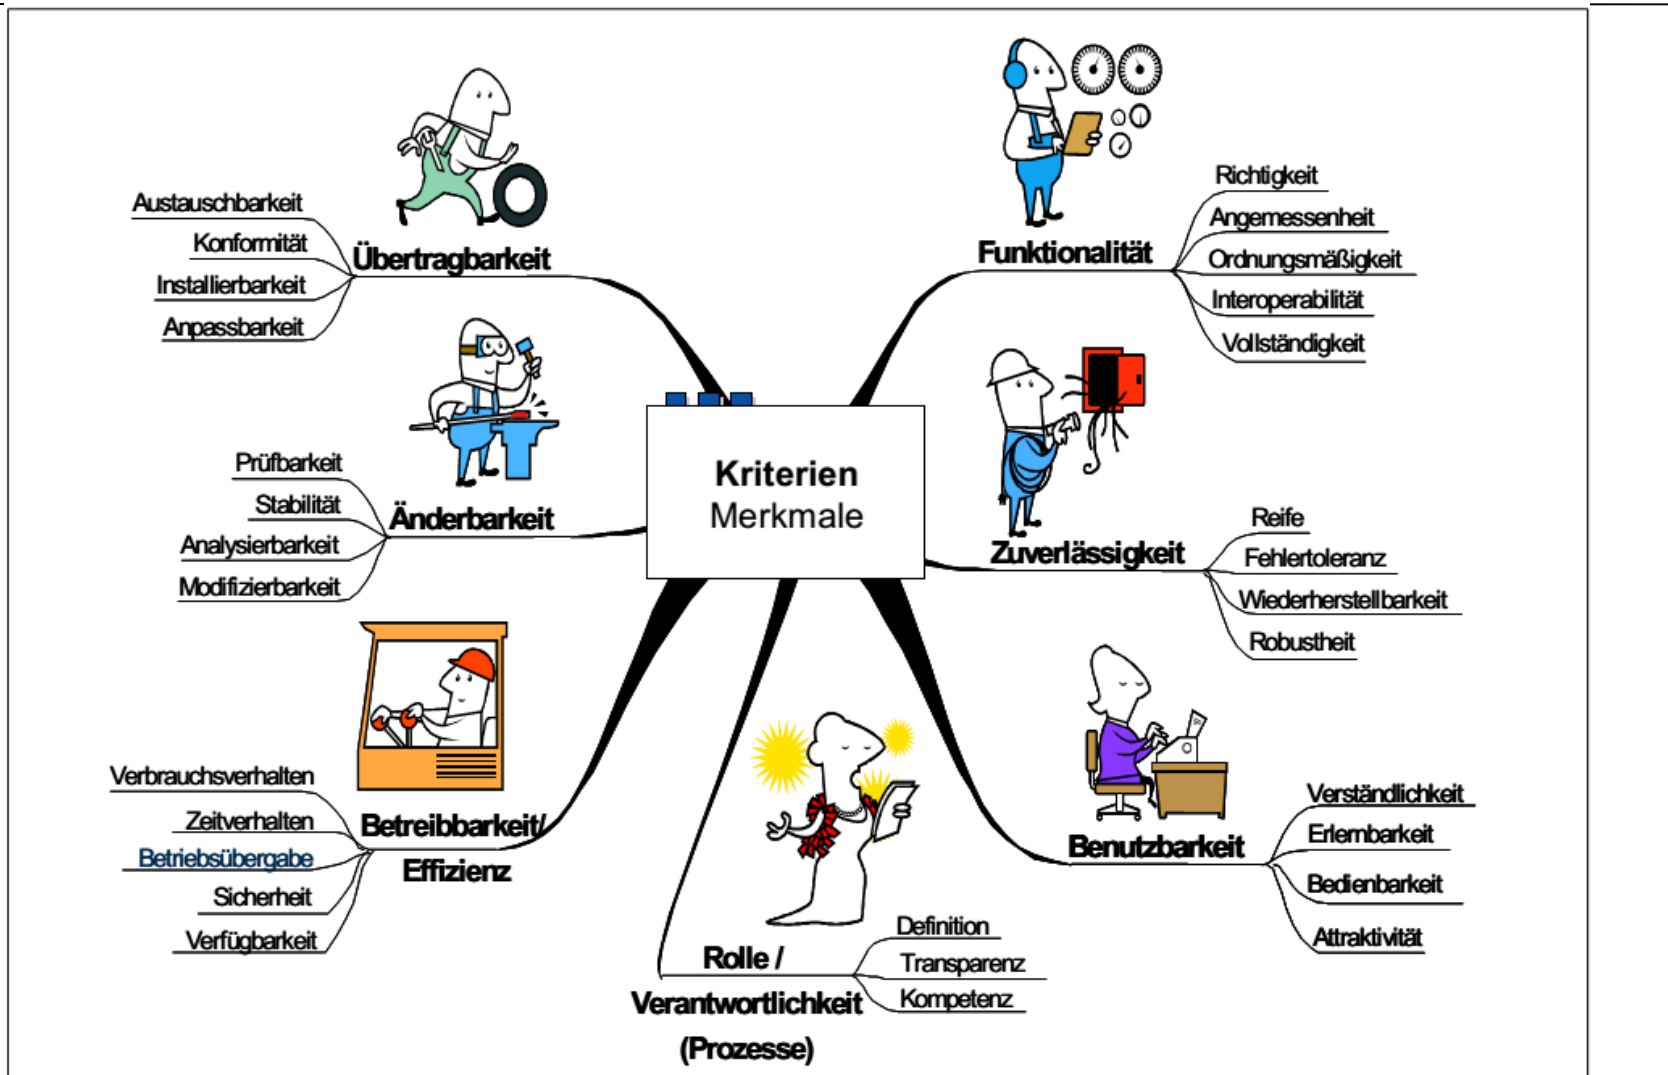 Kriterien
Merkmale
Übertragbarkeit
Austauschbarkeit
Konformität
Installierbarkeit
Anpassbarkeit
Änderbarkeit
Prüfbarkeit
Stabilität
Analysierbarkeit
Modifizierbarkeit
Betreibbarkeit/
Effizienz
Verbrauchsverhalten
Zeitverhalten
Betriebsübergabe
Sicherheit
Verfügbarkeit
Rolle /
Verantwortlichkeit
(Prozesse)
Definition
Transparenz
Kompetenz
Funktionalität
Richtigkeit
Angemessenheit
Ordnungsmäßigkeit
Interoperabilität
Vollständigkeit
Zuverlässigkeit
Reife
Fehlertoleranz
Wiederherstellbarkeit
Robustheit
Benutzbarkeit
Verständlichkeit
Erlernbarkeit
Bedienbarkeit
Attraktivität